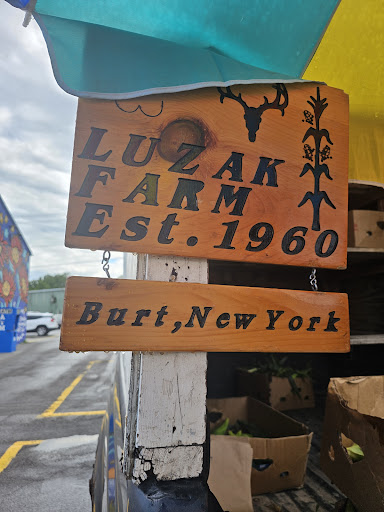 LUZAK
FARM
Est. 1960
Burt, New York